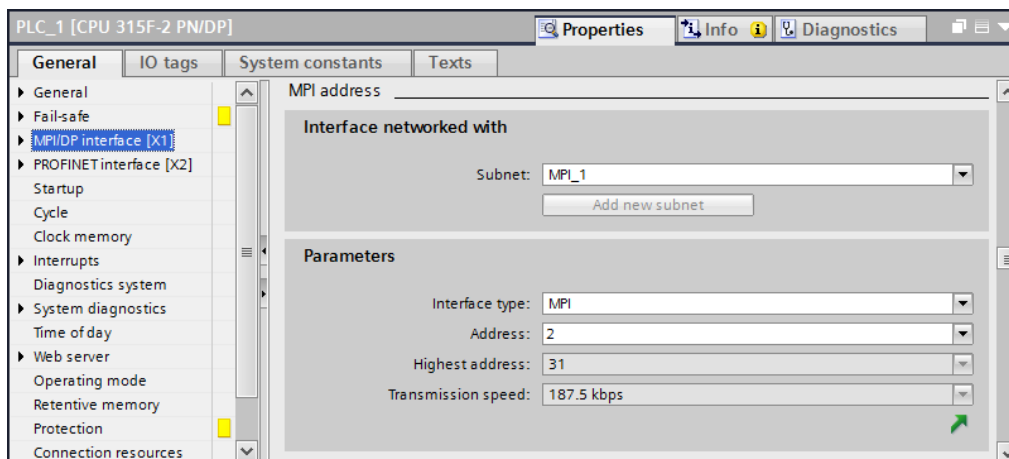 PLC_1 [CPU 315F-2 PN/DP]
Properties
Info
Diagnostics
General
IO tags
System constants
Texts
General
Fail-safe
MPI/DP interface [X1]
PROFINET interface [X2]
Startup
Cycle
Clock memory
Interrupts
Diagnostics system
System diagnostics
Time of day
Web server
Operating mode
Retentive memory
Protection
Connection resources
MPI address
Interface networked with
Subnet: MPI_1
Add new subnet
Parameters
Interface type: MPI
Address: 2
Highest address: 31
Transmission speed: 187.5 kbps